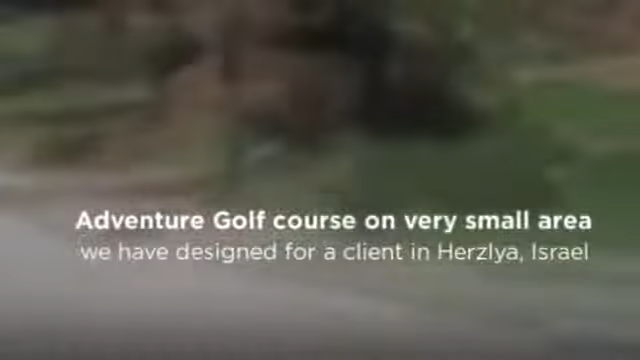 Adventure Golf course on very small area
we have designed for a client in Herzlya, Israel